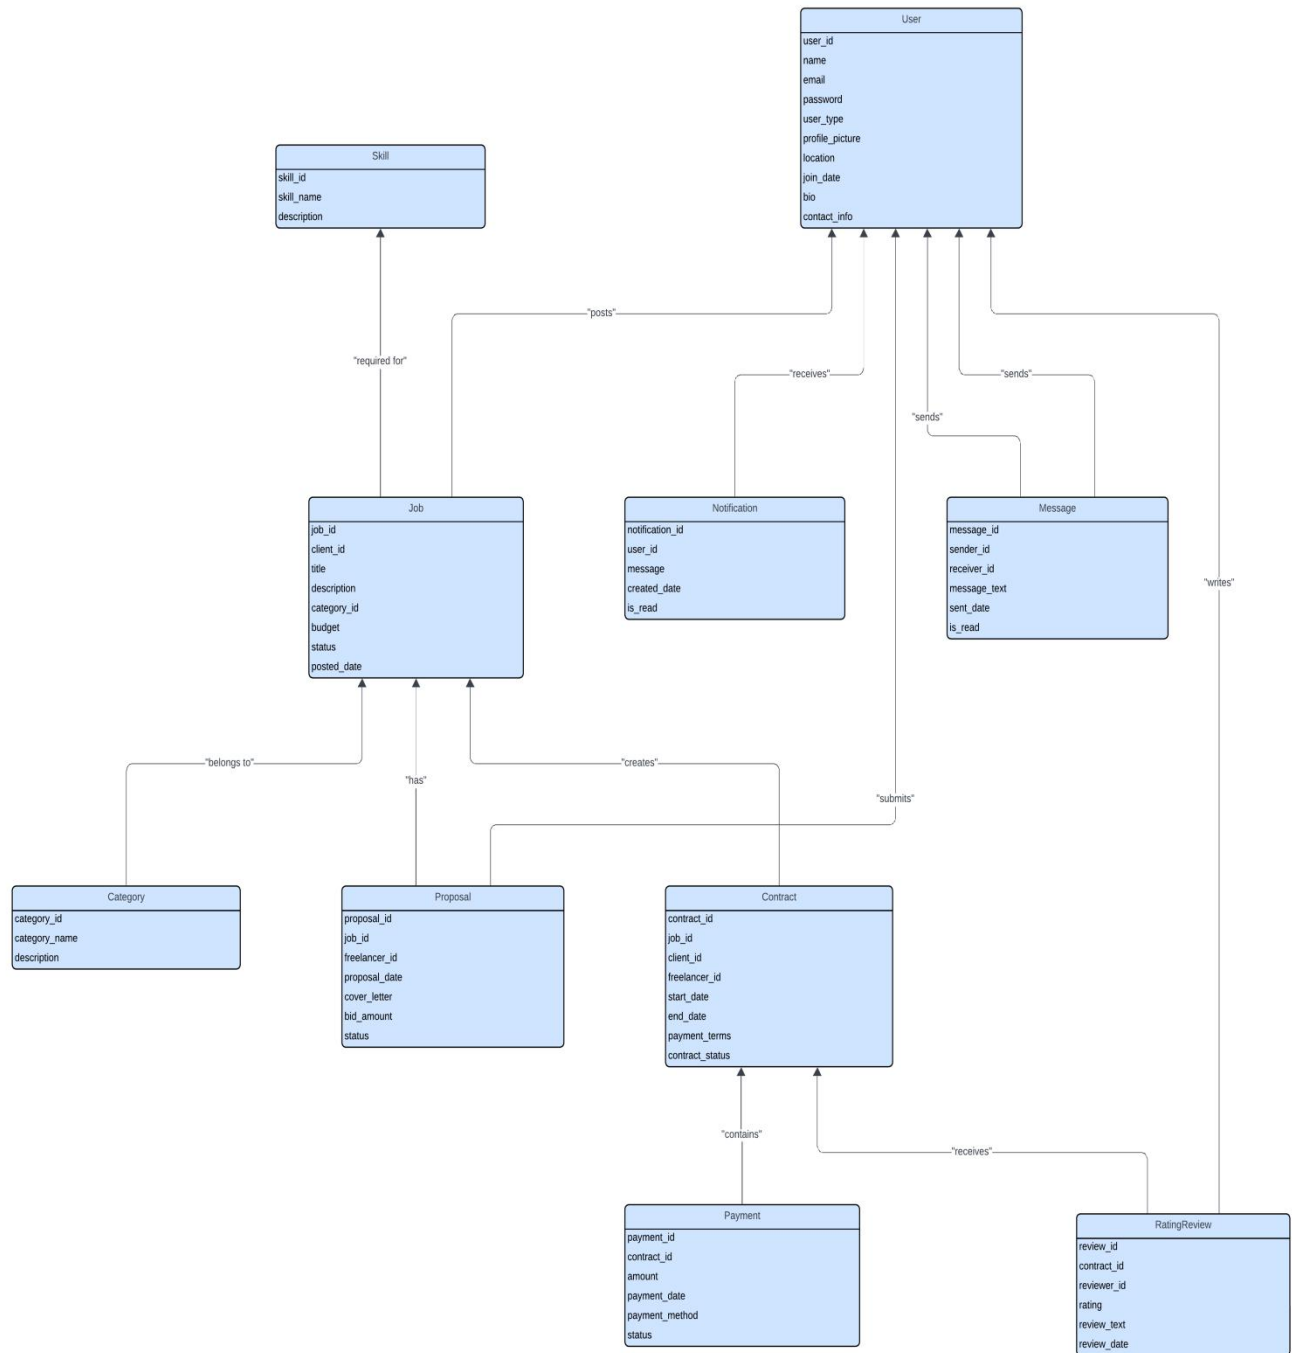 User
user_id
name
email
password
user_type
profile_picture
location
join_date
bio
contact_info
Skill
skill_id
skill_name
description
"posts"
"required for"
"receives"
"sends"
"sends"
Job
job_id
client_id
title
description
category_id
budget
status
posted_date
Notification
notification_id
user_id
message
created_date
is_read
Message
message_id
sender_id
receiver_id
message_text
sent_date
is_read
"writes"
"belongs to"
"has"
"creates"
"submits"
Category
category_id
category_name
description
Proposal
proposal_id
job_id
freelancer_id
proposal_date
cover_letter
bid_amount
status
Contract
contract_id
job_id
client_id
freelancer_id
start_date
end_date
payment_terms
contract_status
"contains"
"receives"
Payment
payment_id
contract_id
amount
payment_date
payment_method
status
RatingReview
review_id
contract_id
reviewer_id
rating
review_text
review_date